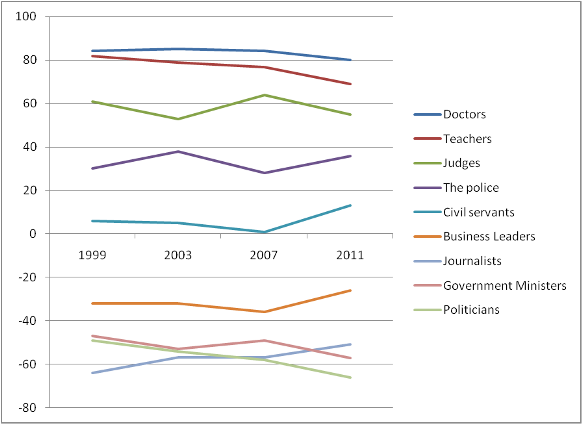 100
80
60
40
20
0
1999 2003 2007 2011
-20
-40
-60
-80
Doctors
Teachers
Judges
The police
Civil servants
Business Leaders
Journalists
Government Ministers
Politicians